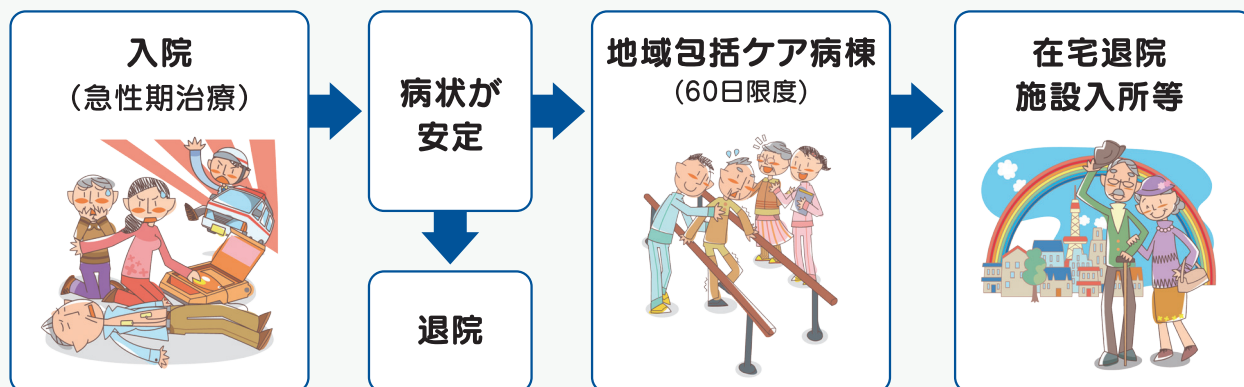 入院
（急性期治療）
病状が
安定
退院
地域包括ケア病棟
（60日限度）
在宅退院
施設入所等